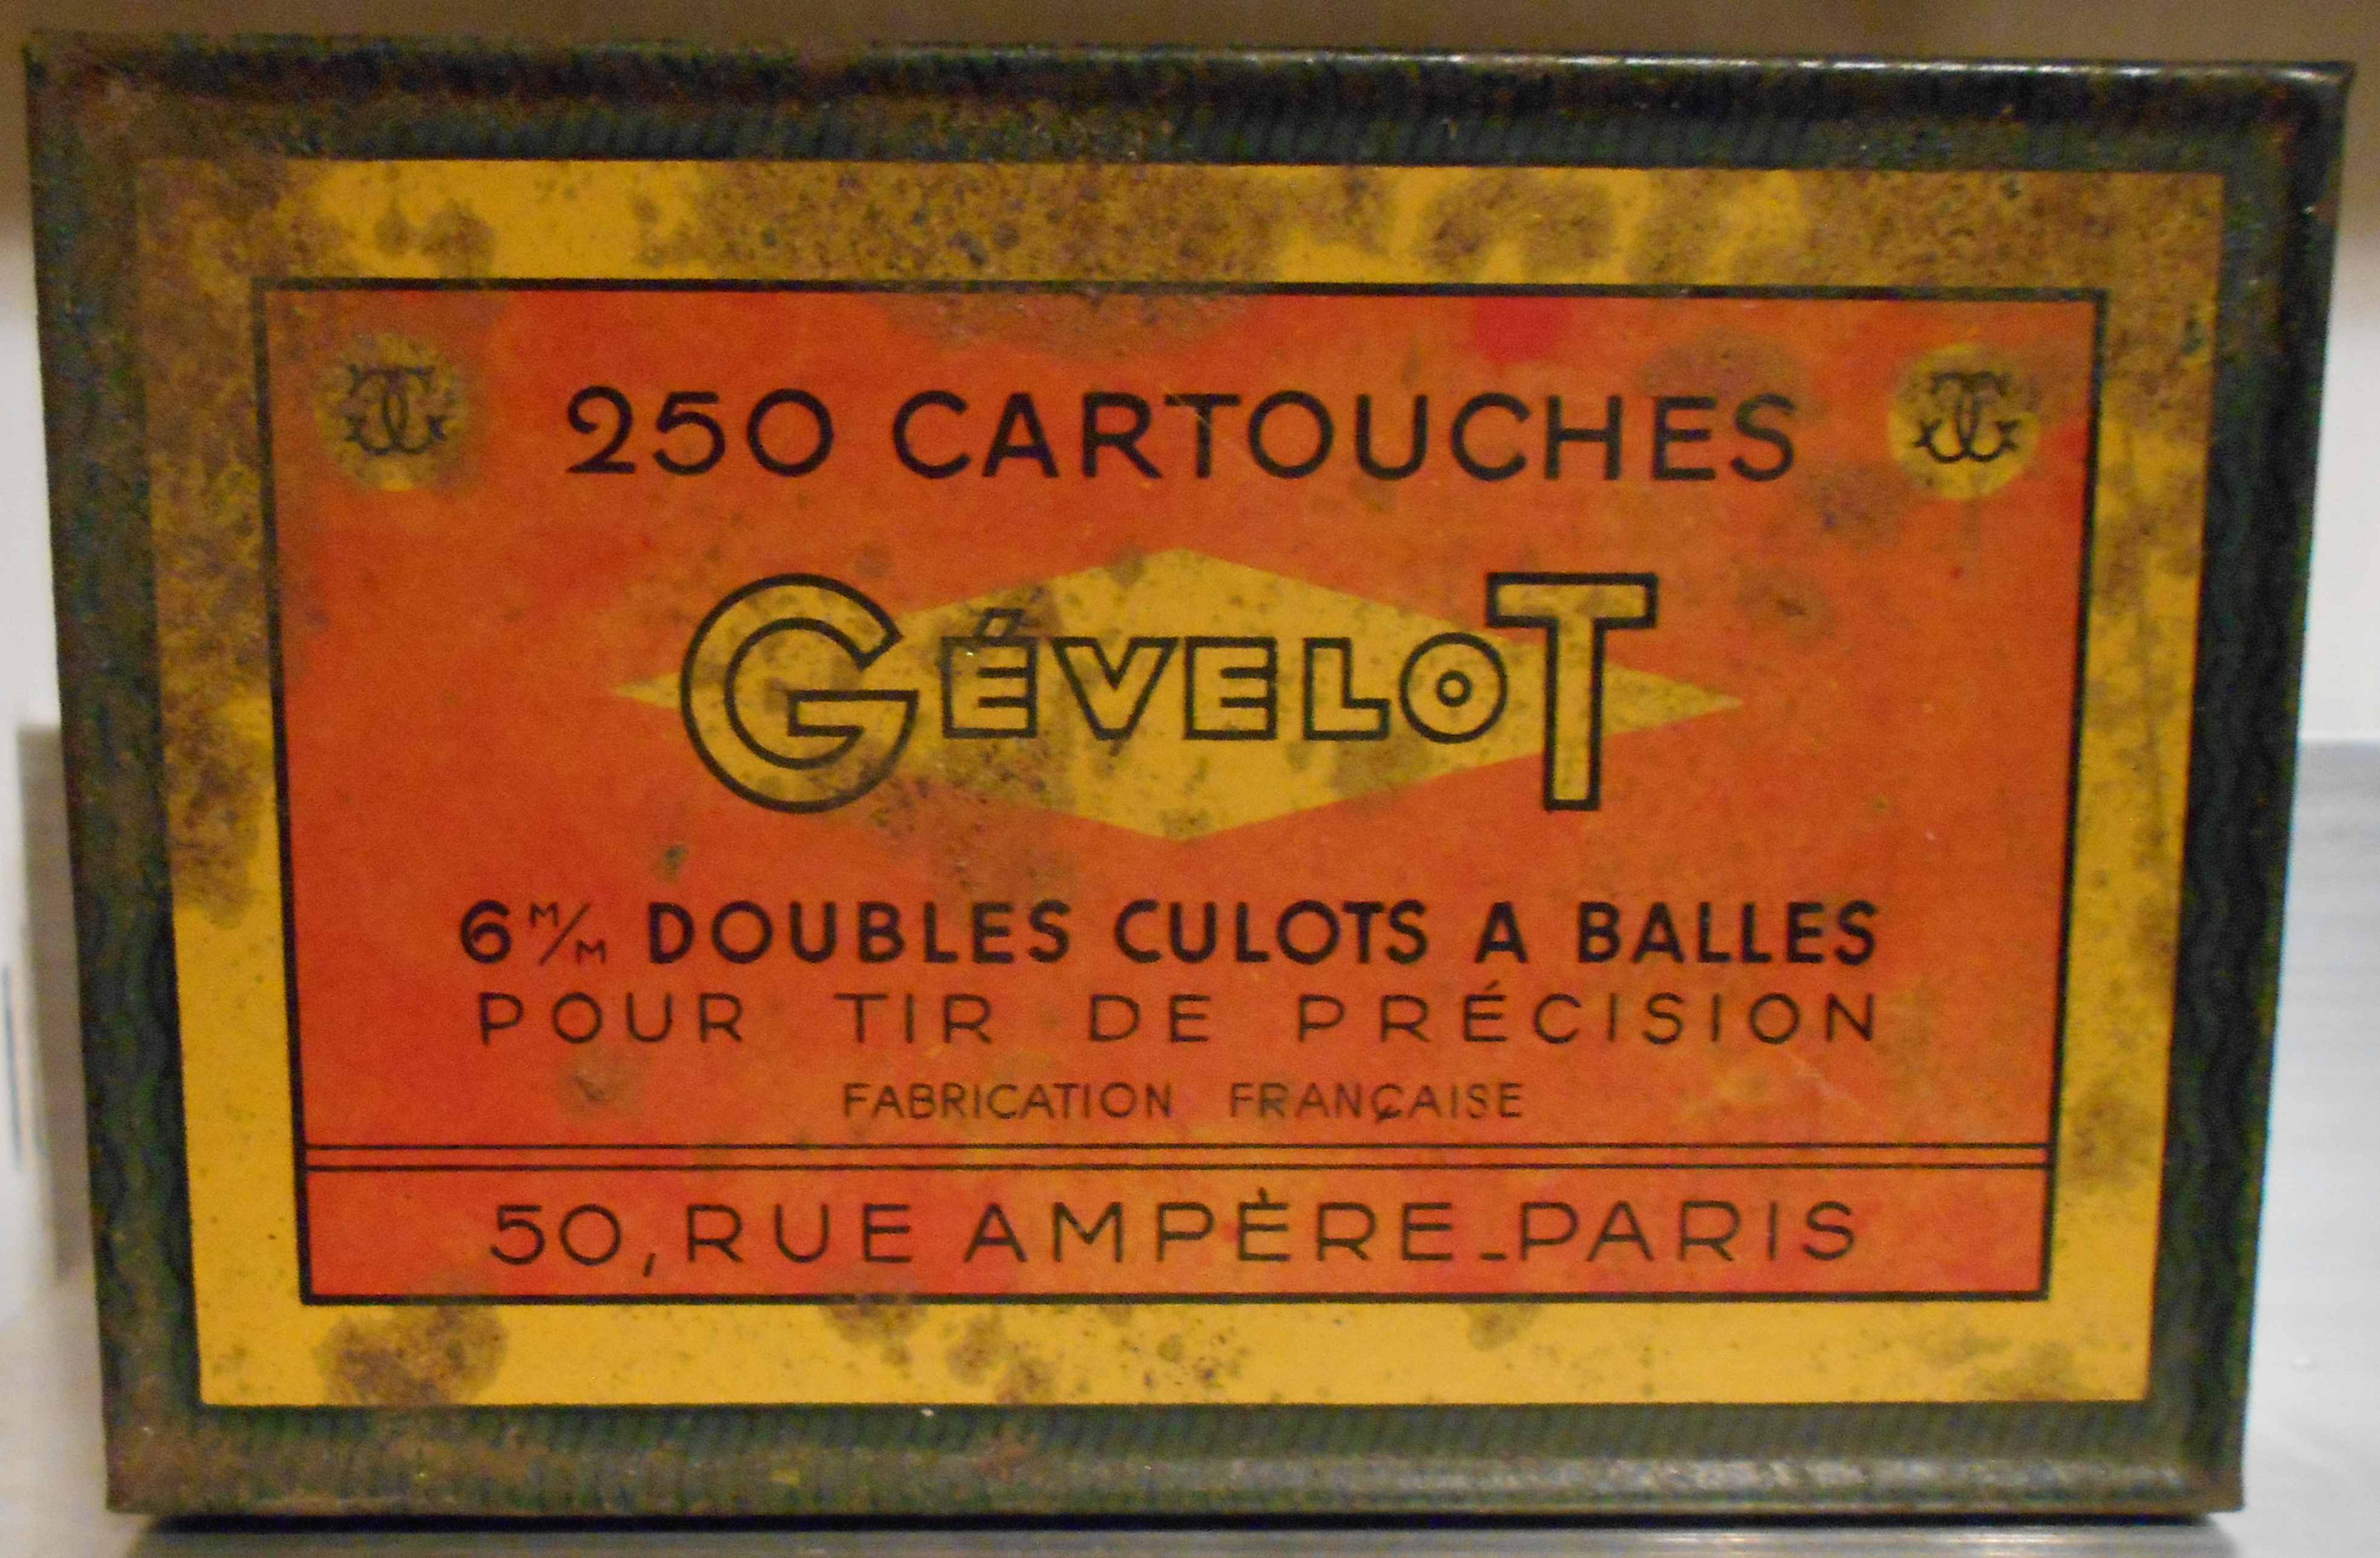 250 CARTOUCHES
GÉVELOT
6 M/M DOUBLES CULOTS A BALLES
POUR TIR DE PRÉCISION
FABRICATION FRANÇAISE
50, RUE AMPÈRE_PARIS